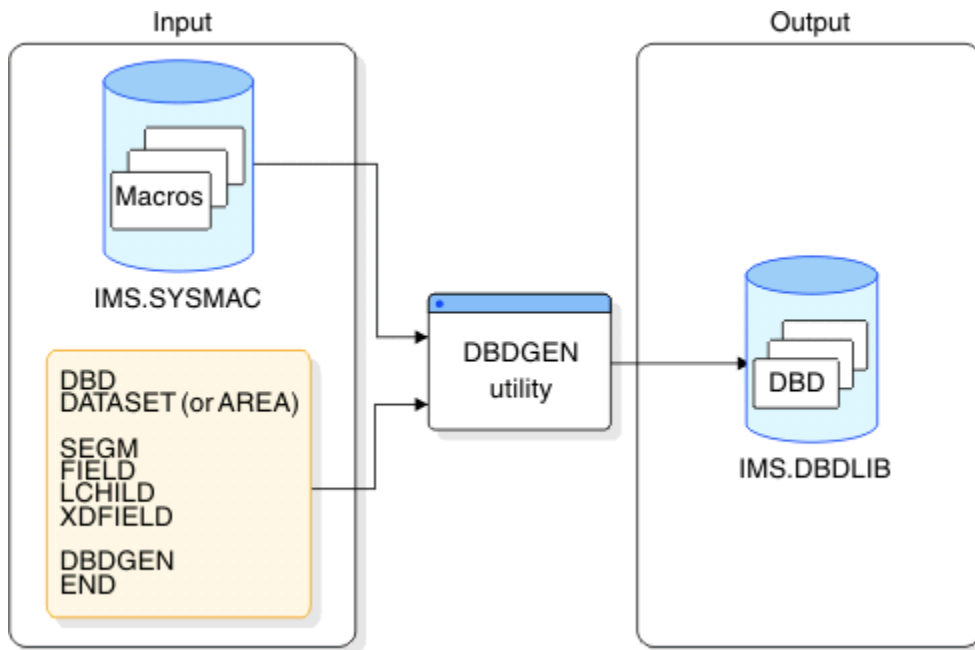 Input
Output
Macros
IMS.SYSMAC
DBD
DATASET (or AREA)
SEGM
FIELD
LCHILD
XDFIELD
DBDGEN
END
DBDGEN
utility
DBD
IMS.DBDLIB